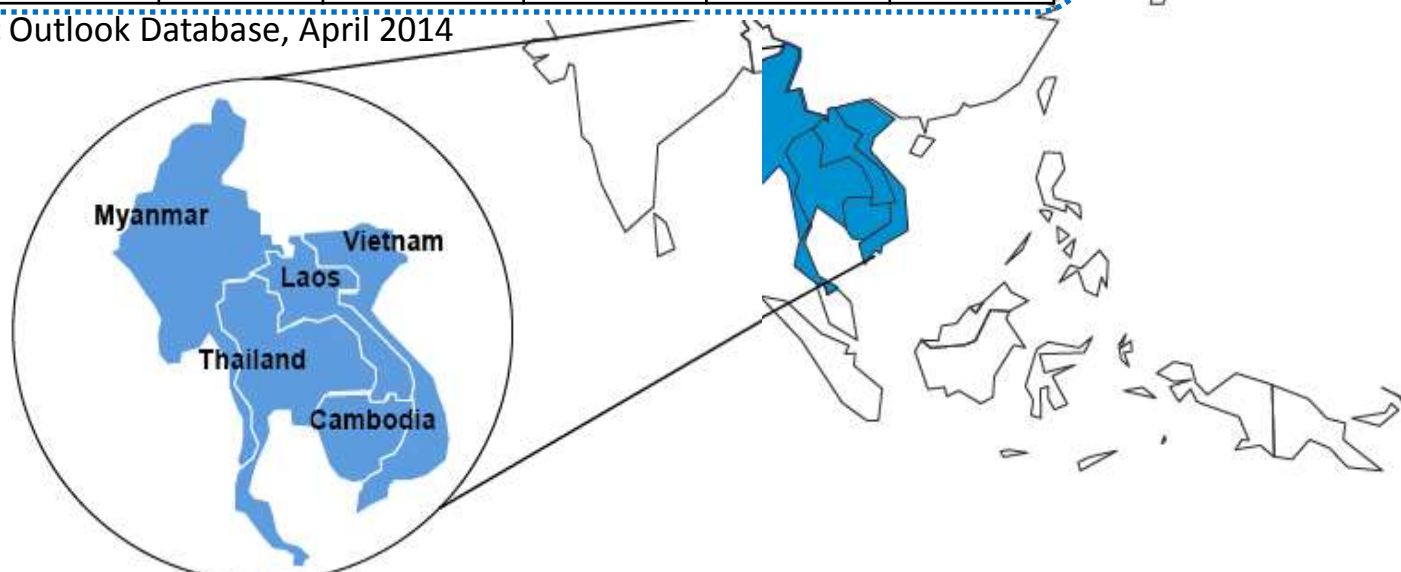 Outlook Database, April 2014
Myanmar
Vietnam
Laos
Thailand
Cambodia